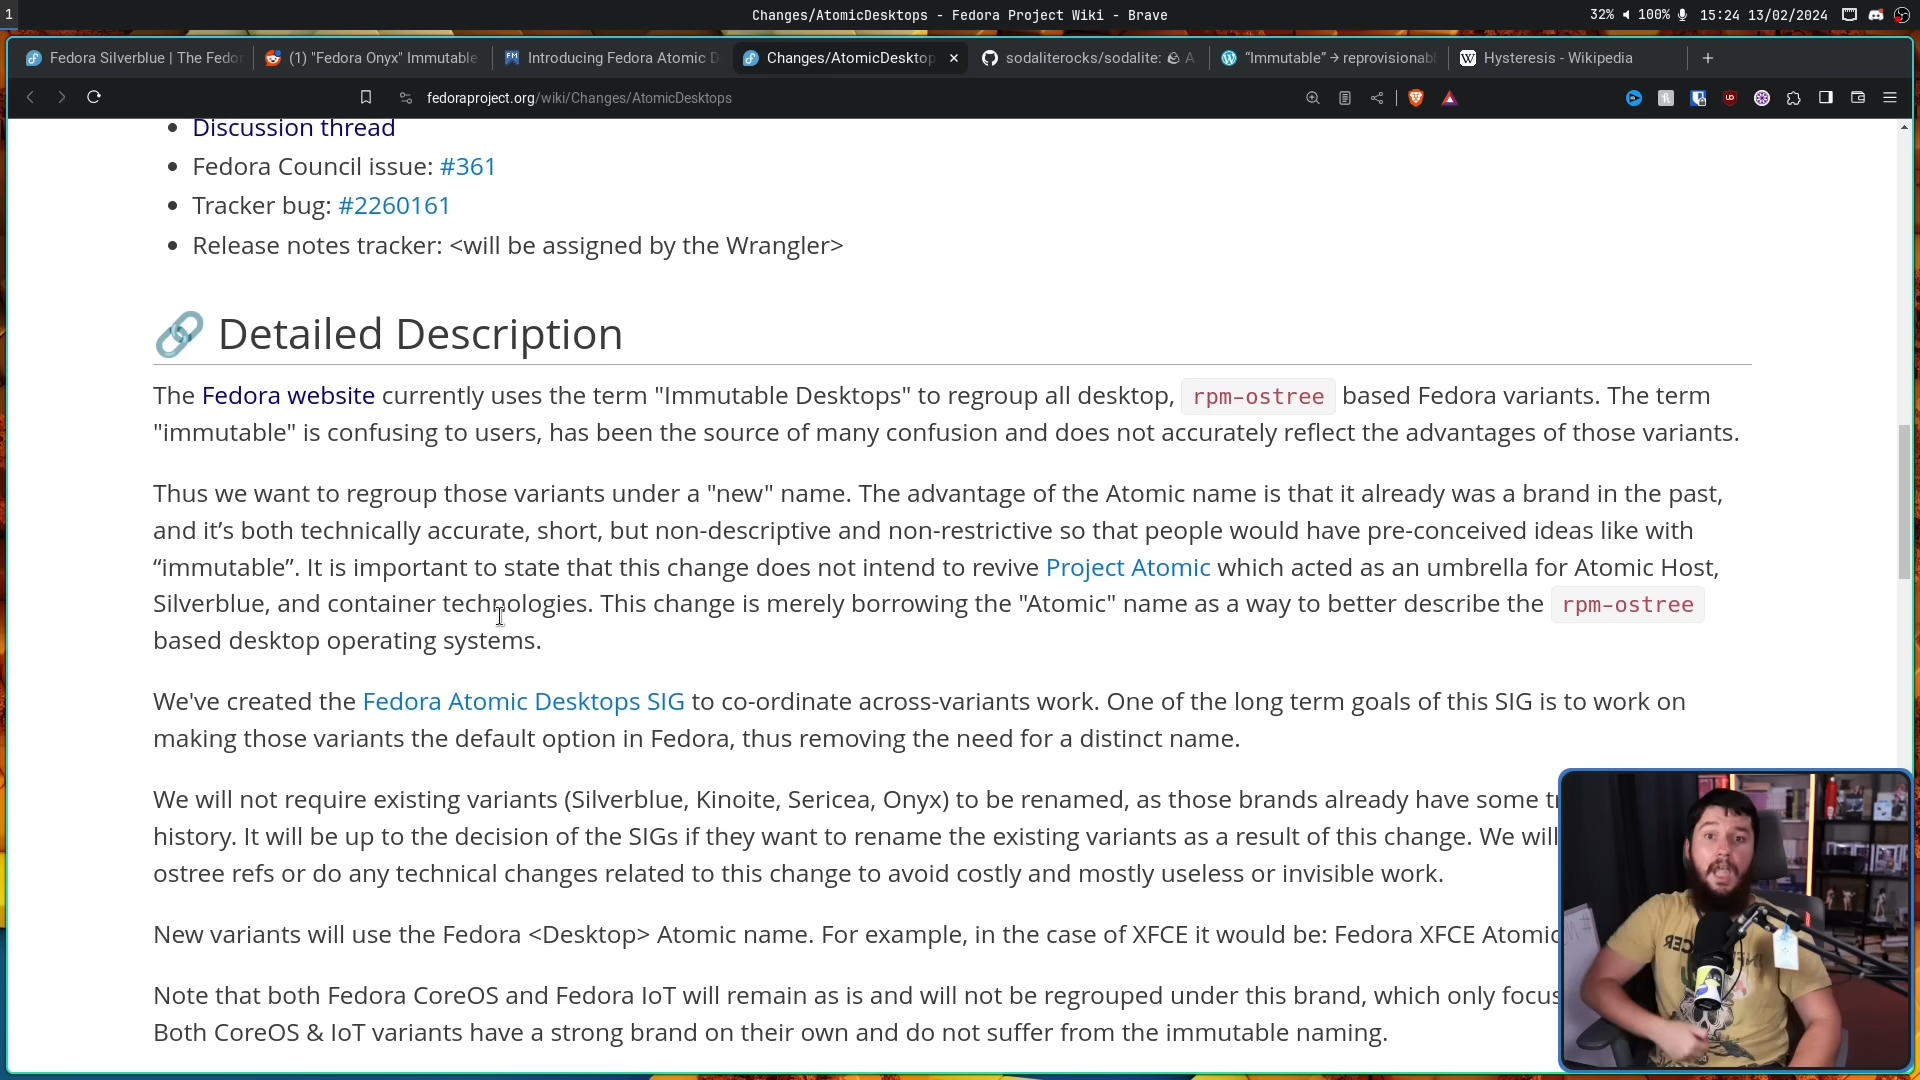 1
Changes/AtomicDesktops - Fedora Project Wiki - Brave
32% 100% 15:24 13/02/2024
Fedora Silverblue | The Fedor
(1) "Fedora Onyx" Immutable
Introducing Fedora Atomic D
Changes/AtomicDesktop
sodaliterocks/sodalite: A
“Immutable” → reprovisionabl
Hysteresis - Wikipedia
fedoraproject.org/wiki/Changes/AtomicDesktops
Discussion thread
Fedora Council issue: #361
Tracker bug: #2260161
Release notes tracker: <will be assigned by the Wrangler>
Detailed Description
The Fedora website currently uses the term "Immutable Desktops" to regroup all desktop, rpm-ostree based Fedora variants. The term
"immutable" is confusing to users, has been the source of many confusion and does not accurately reflect the advantages of those variants.
Thus we want to regroup those variants under a "new" name. The advantage of the Atomic name is that it already was a brand in the past,
and it’s both technically accurate, short, but non-descriptive and non-restrictive so that people would have pre-conceived ideas like with
“immutable”. It is important to state that this change does not intend to revive Project Atomic which acted as an umbrella for Atomic Host,
Silverblue, and container technologies. This change is merely borrowing the "Atomic" name as a way to better describe the rpm-ostree
based desktop operating systems.
We've created the Fedora Atomic Desktops SIG to co-ordinate across-variants work. One of the long term goals of this SIG is to work on
making those variants the default option in Fedora, thus removing the need for a distinct name.
We will not require existing variants (Silverblue, Kinoite, Sericea, Onyx) to be renamed, as those brands already have some
history. It will be up to the decision of the SIGs if they want to rename the existing variants as a result of this change. We will
ostree refs or do any technical changes related to this change to avoid costly and mostly useless or invisible work.
New variants will use the Fedora <Desktop> Atomic name. For example, in the case of XFCE it would be: Fedora XFCE Atomic
Note that both Fedora CoreOS and Fedora IoT will remain as is and will not be regrouped under this brand, which only focus
Both CoreOS & IoT variants have a strong brand on their own and do not suffer from the immutable naming.